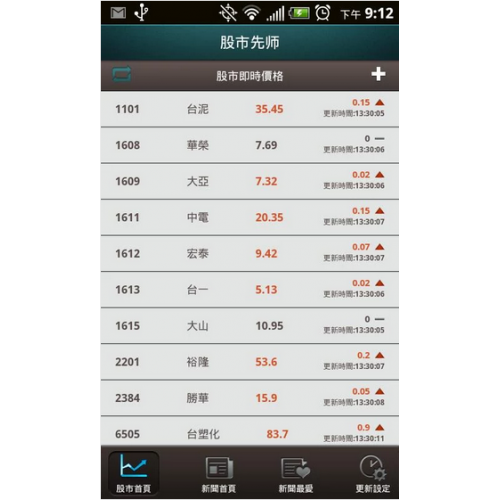 下午 9:12
股市先师
股市即時價格
1101 台泥 35.45 0.15
更新時間:13:30:05
1608 華榮 7.69 0
更新時間:13:30:06
1609 大亞 7.32 0.02
更新時間:13:30:06
1611 中電 20.35 0.15
更新時間:13:30:07
1612 宏泰 9.42 0.07
更新時間:13:30:07
1613 台一 5.13 0.02
更新時間:13:30:06
1615 大山 10.95 0
更新時間:13:30:05
2201 裕隆 53.6 0.2
更新時間:13:30:07
2384 勝華 15.9 0.05
更新時間:13:30:08
6505 台塑化 83.7 0.9
更新時間:13:30:11
股市首頁 新聞首頁 新聞最愛 更新設定